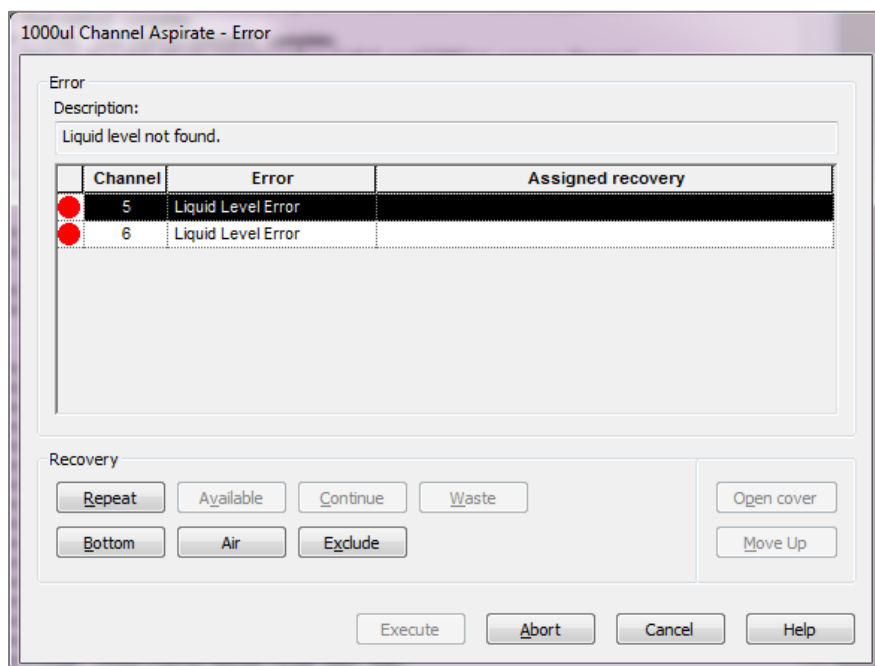 1000ul Channel Aspirate - Error
Error
Description:
Liquid level not found.
Channel Error Assigned recovery
5 Liquid Level Error
6 Liquid Level Error
Recovery
Repeat Available Continue Waste Open cover
Bottom Air Exclude Move Up
Execute Abort Cancel Help